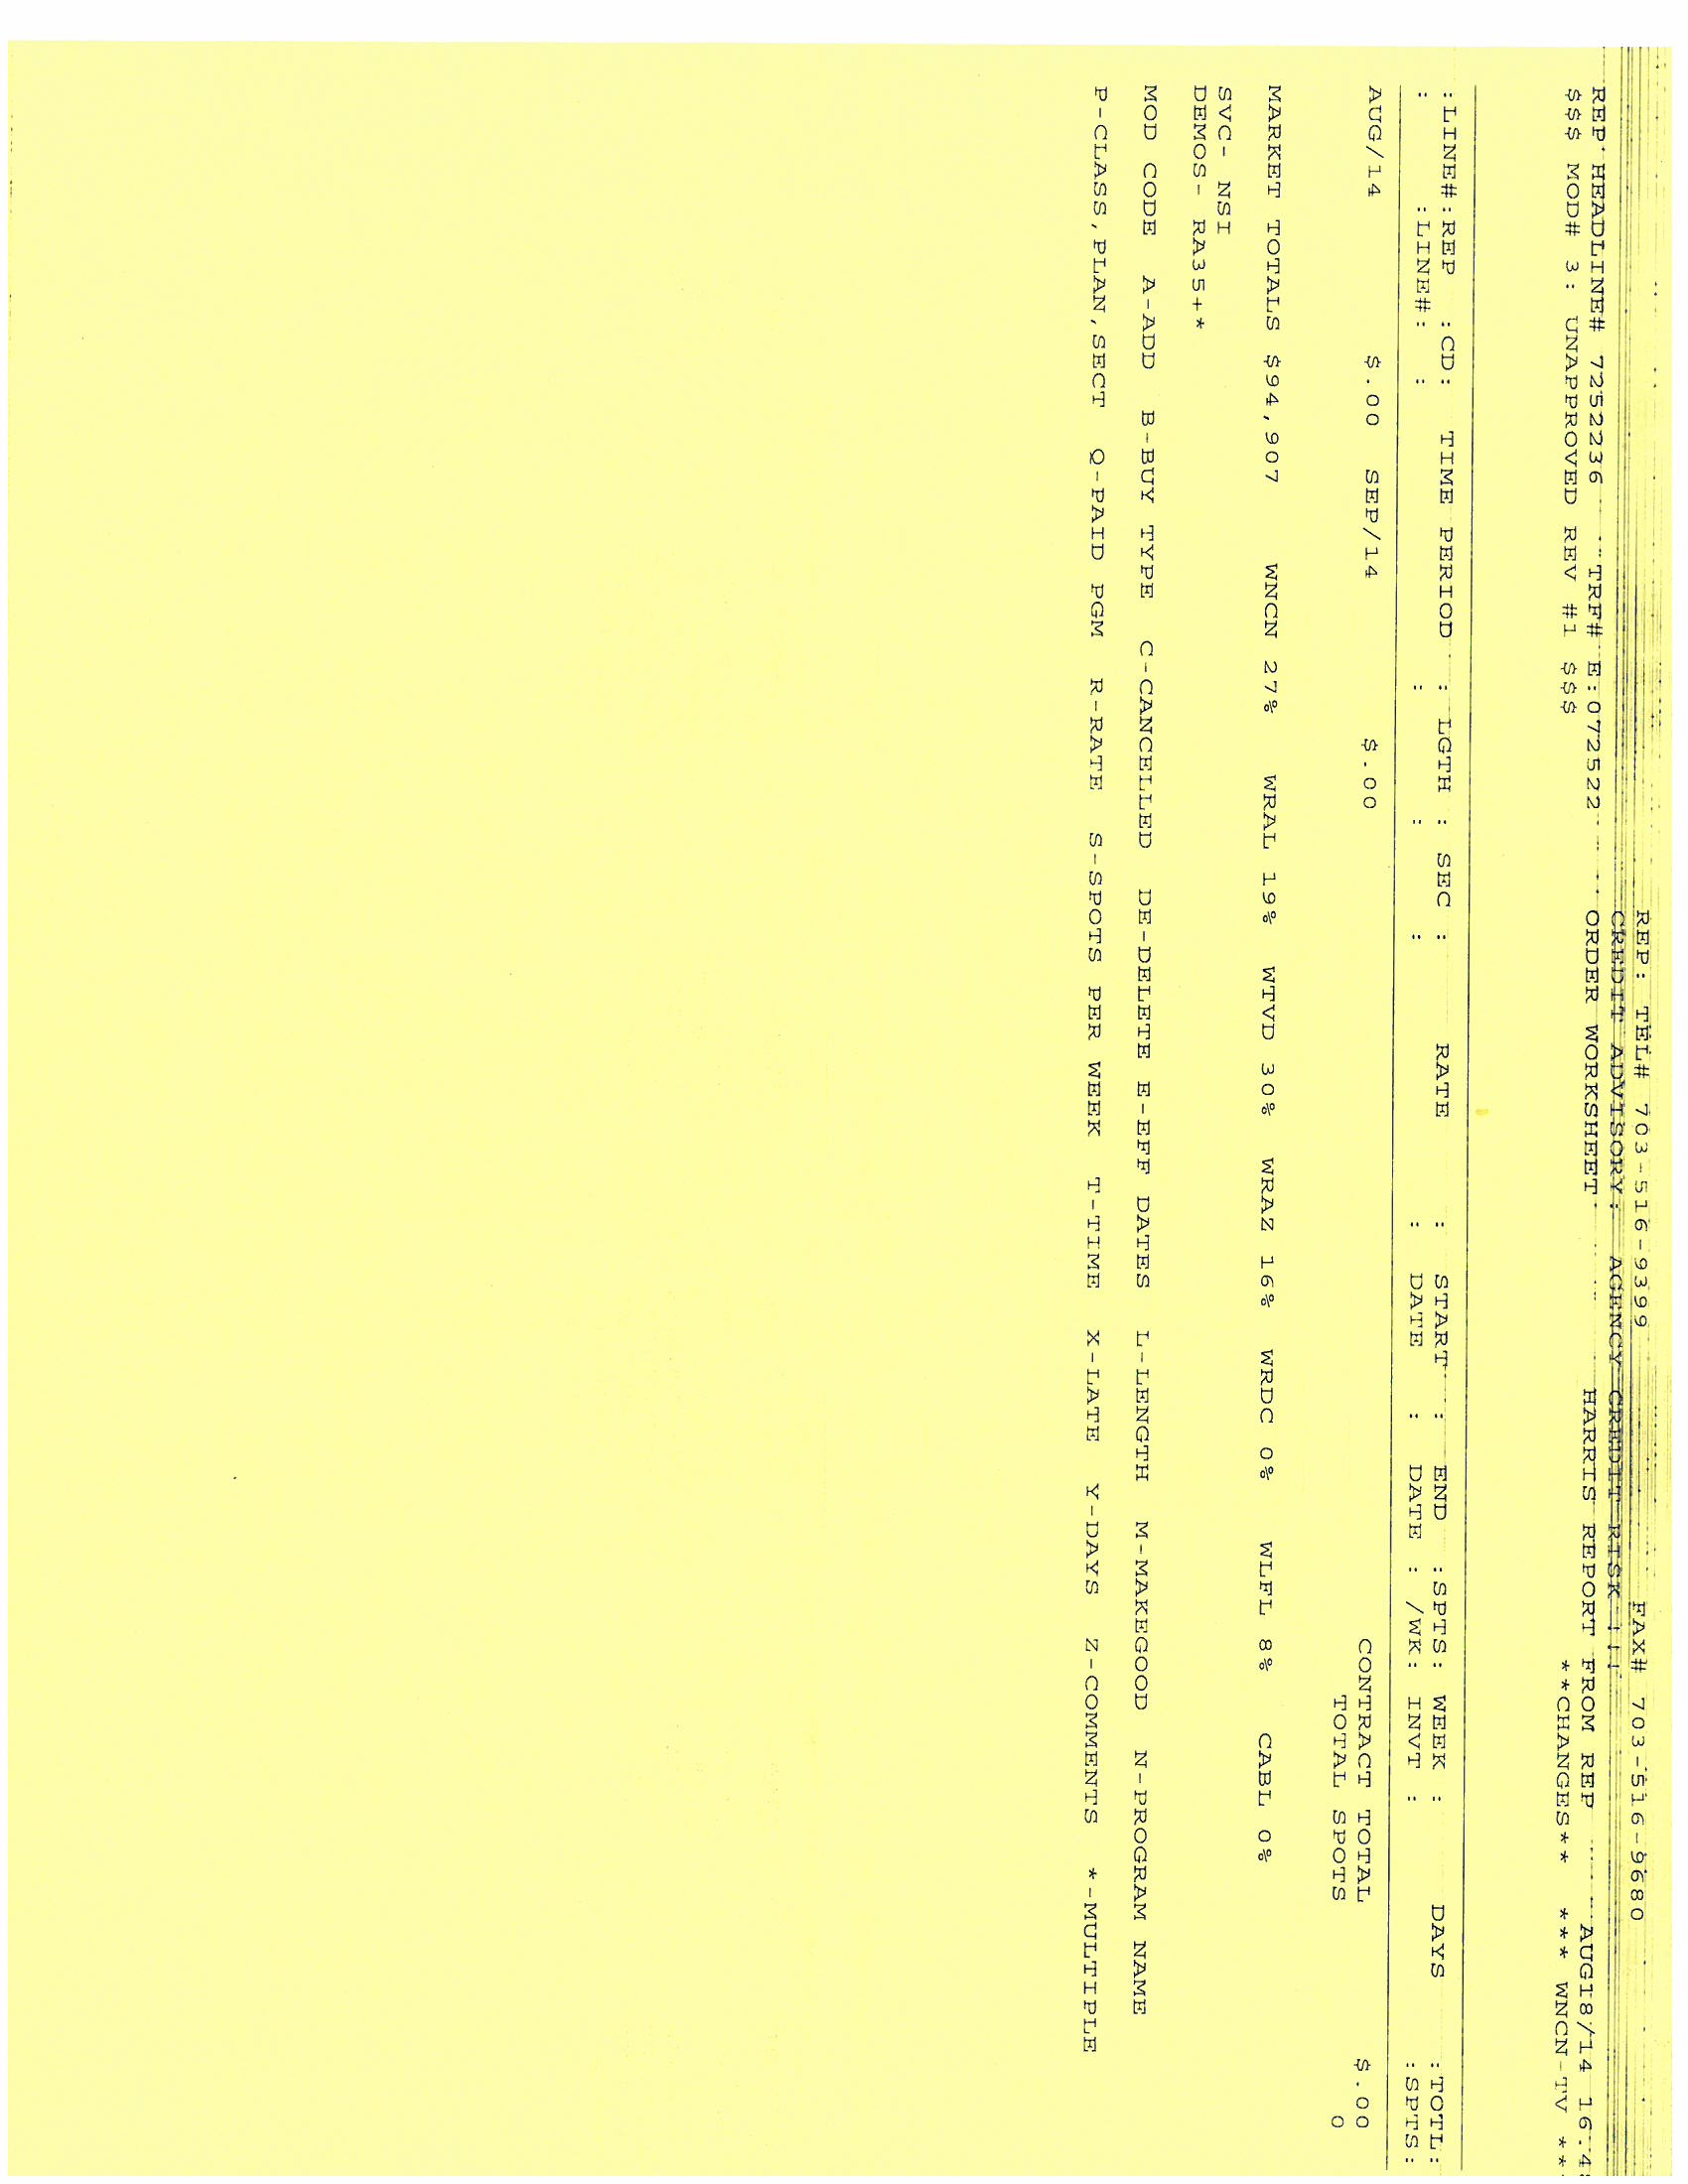 REP: TEL# 703-516-9399 FAX# 703-516-9680
CREDIT ADVISORY: AGENCY CREDIT RISK !!!
REP HEADLINE# 7252236 TRF# E:072522 ORDER WORKSHEET HARRIS REPORT FROM REP AUG18/14 16.4
$$$ MOD# 3: UNAPPROVED REV #1 $$$ **CHANGES** *** WNCN-TV **
:LINE#:REP :CD: TIME PERIOD : LGTH : SEC : RATE : START : END :SPTS: WEEK : DAYS :TOTL:
: :LINE#: : : : : : DATE : DATE : /WK: INVT : :SPTS:
AUG/14 $.00 SEP/14 $.00 CONTRACT TOTAL $.00
TOTAL SPOTS 0
MARKET TOTALS $94,907 WNCN 27% WRAL 19% WTVD 30% WRAZ 16% WRDC 0% WLFL 8% CABL 0%
SVC- NSI
DEMOS- RA35+*
MOD CODE A-ADD B-BUY TYPE C-CANCELLED DE-DELETE E-EFF DATES L-LENGTH M-MAKEGOOD N-PROGRAM NAME
P-CLASS,PLAN,SECT Q-PAID PGM R-RATE S-SPOTS PER WEEK T-TIME X-LATE Y-DAYS Z-COMMENTS *-MULTIPLE